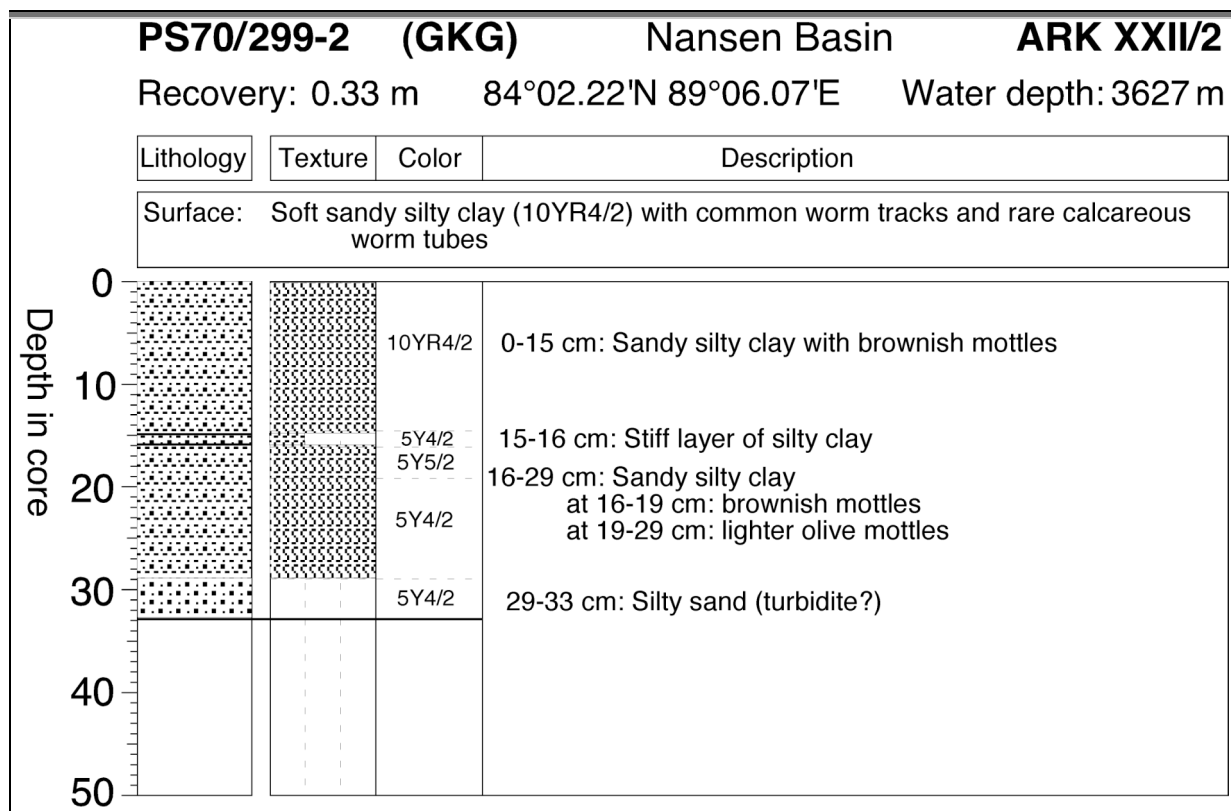 PS70/299-2 (GKG) Nansen Basin ARK XXII/2
Recovery: 0.33 m 84°02.22'N 89°06.07'E Water depth: 3627 m
Lithology Texture Color Description
Surface: Soft sandy silty clay (10YR4/2) with common worm tracks and rare calcareous
worm tubes
Depth in core
0
10YR4/2 0-15 cm: Sandy silty clay with brownish mottles
10
5Y4/2 15-16 cm: Stiff layer of silty clay
5Y5/2
16-29 cm: Sandy silty clay
20
at 16-19 cm: brownish mottles
5Y4/2
at 19-29 cm: lighter olive mottles
30
5Y4/2 29-33 cm: Silty sand (turbidite?)
40
50